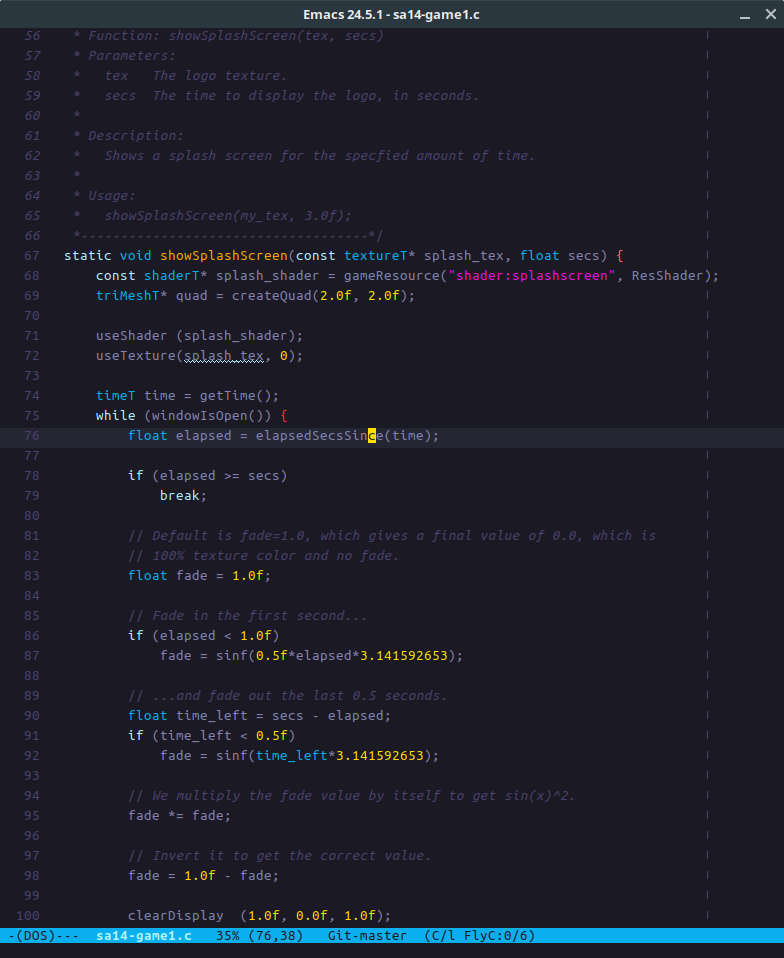 Emacs 24.5.1 - sa14-game1.c
56 * Function: showSplashScreen(tex, secs)
57 * Parameters:
58 *   tex   The logo texture.
59 *   secs  The time to display the logo, in seconds.
60 *
61 * Description:
62 *   Shows a splash screen for the specfied amount of time.
63 *
64 * Usage:
65 *   showSplashScreen(my_tex, 3.0f);
66 *------------------------------------*/
67 static void showSplashScreen(const textureT* splash_tex, float secs) {
68     const shaderT* splash_shader = gameResource("shader:splashscreen", ResShader);
69     triMeshT* quad = createQuad(2.0f, 2.0f);
70
71     useShader (splash_shader);
72     useTexture(splash_tex, 0);
73
74     timeT time = getTime();
75     while (windowIsOpen()) {
76         float elapsed = elapsedSecsSince(time);
77
78         if (elapsed >= secs)
79             break;
80
81         // Default is fade=1.0, which gives a final value of 0.0, which is
82         // 100% texture color and no fade.
83         float fade = 1.0f;
84
85         // Fade in the first second...
86         if (elapsed < 1.0f)
87             fade = sinf(0.5f*elapsed*3.141592653);
88
89         // ...and fade out the last 0.5 seconds.
90         float time_left = secs - elapsed;
91         if (time_left < 0.5f)
92             fade = sinf(time_left*3.141592653);
93
94         // We multiply the fade value by itself to get sin(x)^2.
95         fade *= fade;
96
97         // Invert it to get the correct value.
98         fade = 1.0f - fade;
99
100         clearDisplay  (1.0f, 0.0f, 1.0f);
-(DOS)---  sa14-game1.c   35% (76,38)   Git-master  (C/l FlyC:0/6)